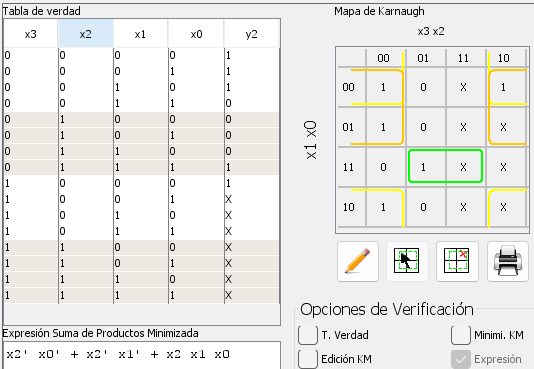 Tabla de verdad
x3 x2 x1 x0 y2
0 0 0 0 1
0 0 0 1 1
0 0 1 0 1
0 0 1 1 0
0 1 0 0 0
0 1 0 1 0
0 1 1 0 0
0 1 1 1 1
1 0 0 0 1
1 0 0 1 X
1 0 1 0 X
1 0 1 1 X
1 1 0 0 X
1 1 0 1 X
1 1 1 0 X
1 1 1 1 X
Expresión Suma de Productos Minimizada
x2' x0' + x2' x1' + x2 x1 x0
Mapa de Karnaugh
x3 x2
00 01 11 10
x1 x0
00 1 0 X 1
01 1 0 X X
11 0 1 X X
10 1 0 X X
Opciones de Verificación
T. Verdad
Minimi. KM
Edición KM
Expresión